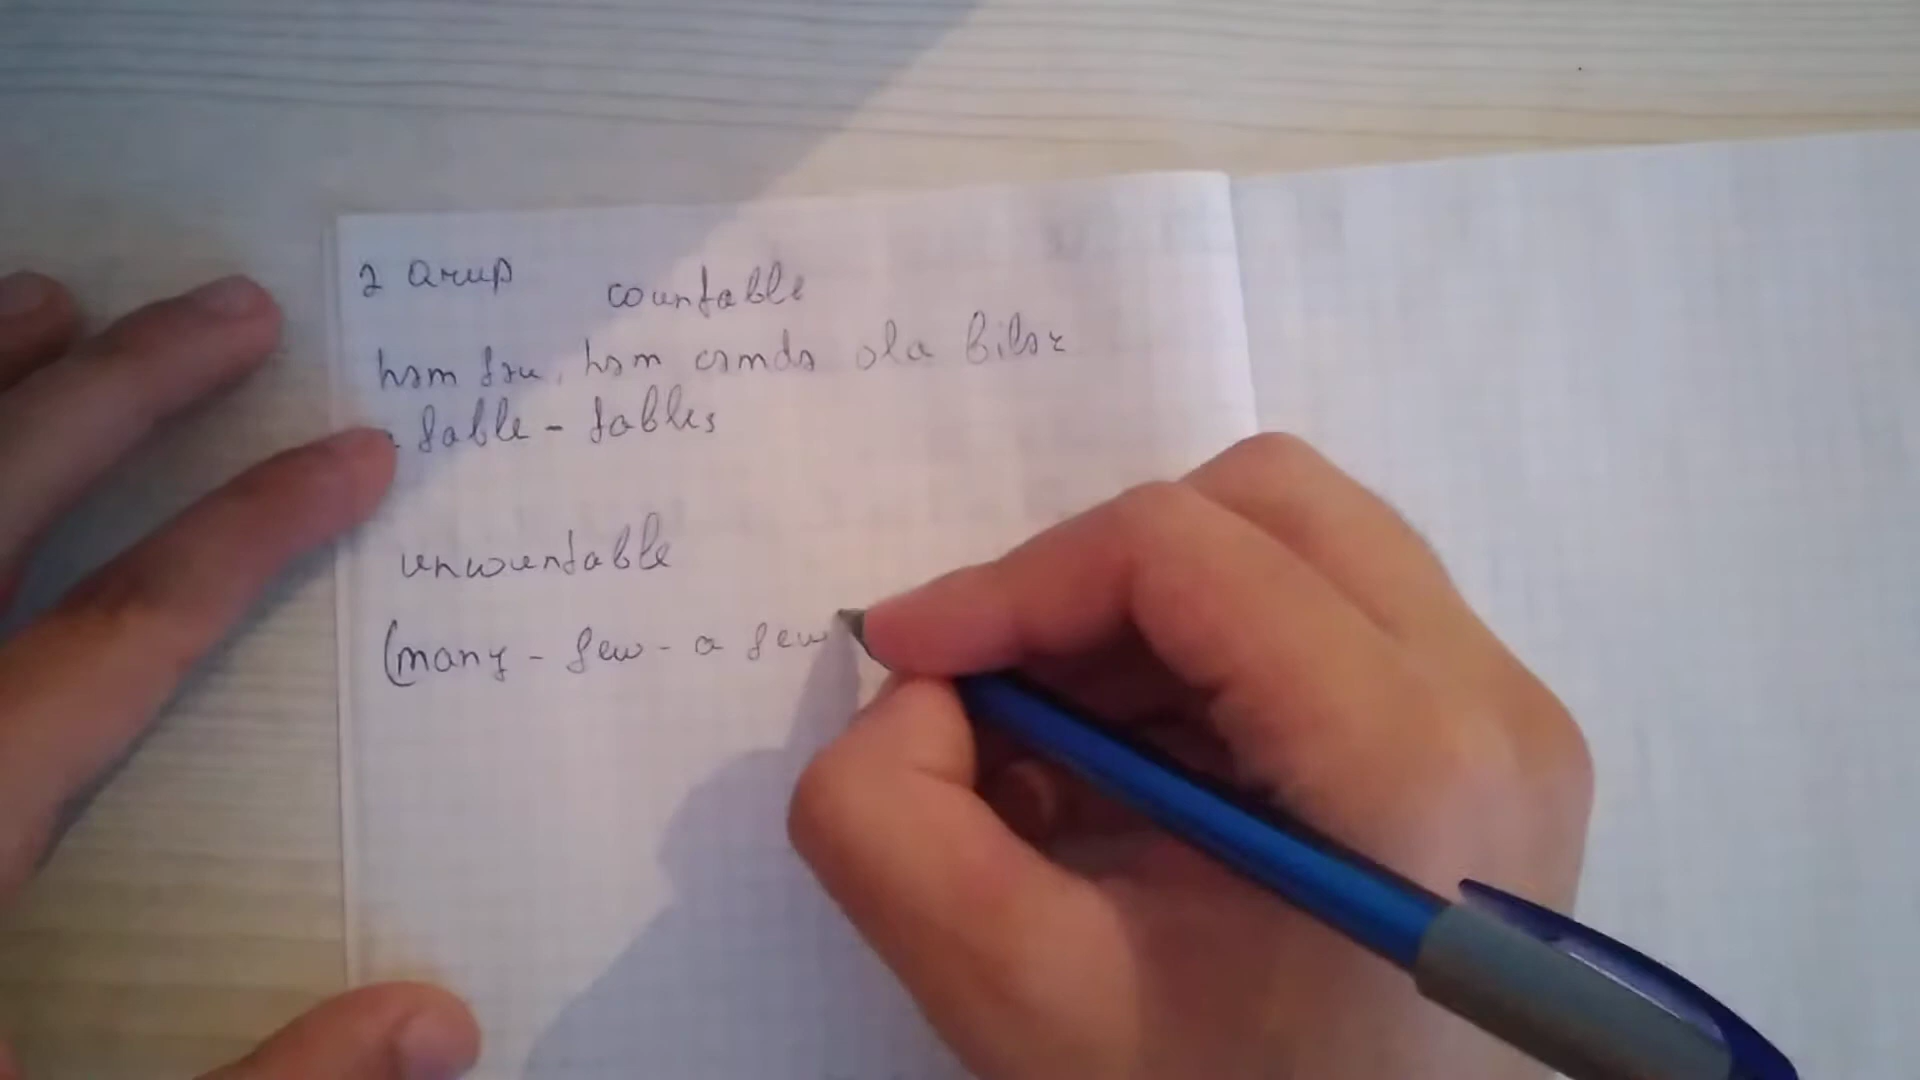 2 qrup countable
həm tək, həm cəmdə ola bilər
table - tables
uncountable
(many - few - a few